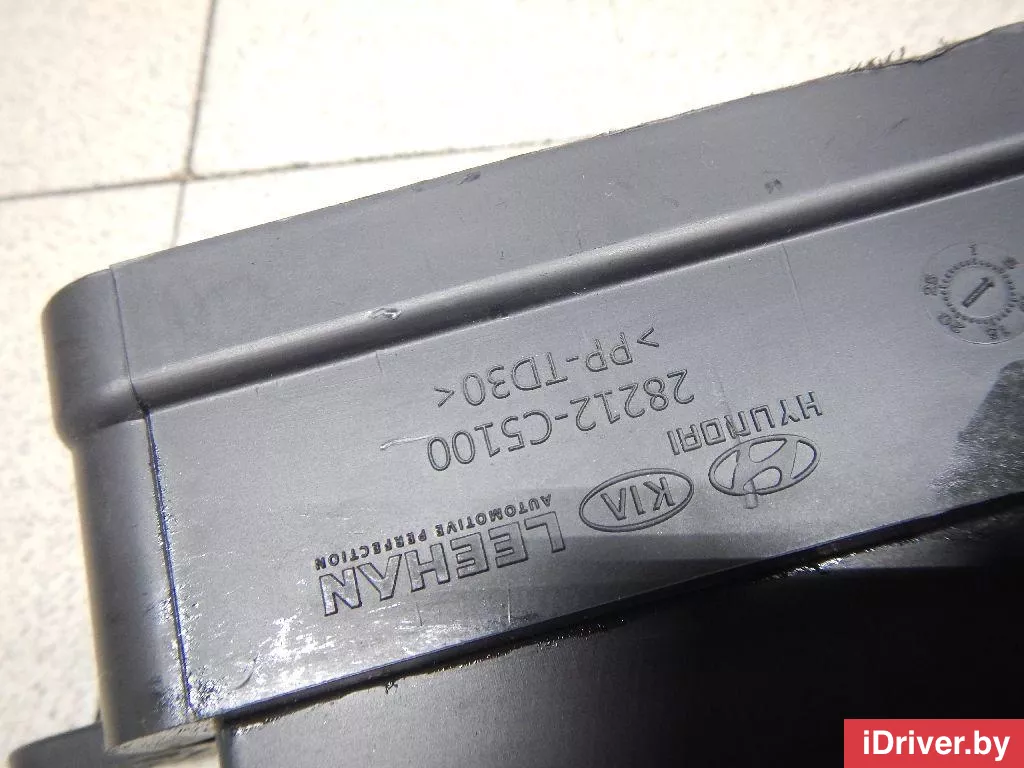 HYUNDAI
KIA
LEEHAN
AUTOMOTIVE PERFECTION
28212-C5100
>PP-TD30<
iDriver.by